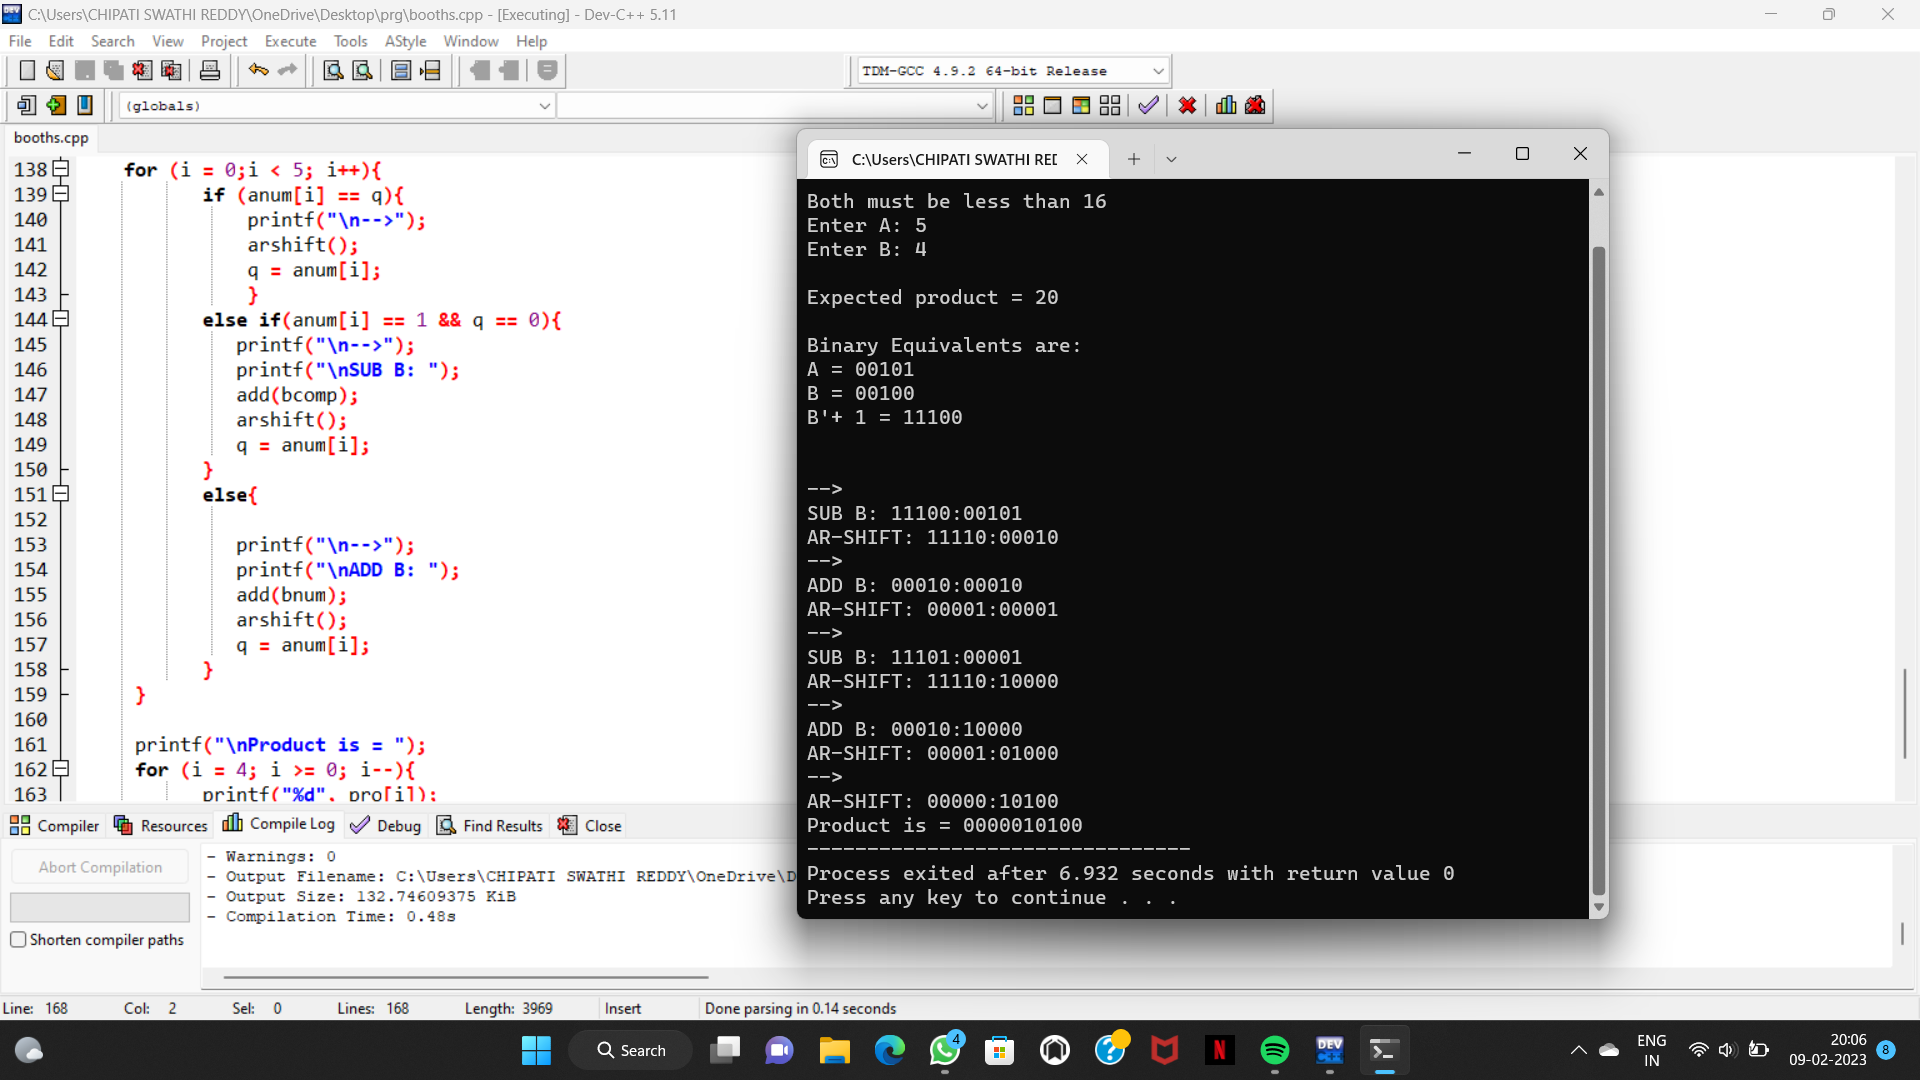 C:\Users\CHIPATI SWATHI REDDY\OneDrive\Desktop\prg\booths.cpp - [Executing] - Dev-C++ 5.11
File Edit Search View Project Execute Tools AStyle Window Help
TDM-GCC 4.9.2 64-bit Release
(globals)
booths.cpp
138 for (i = 0;i < 5; i++){
139 if (anum[i] == q){
140 printf("\n-->");
141 arshift();
142 q = anum[i];
143 }
144 else if(anum[i] == 1 && q == 0){
145 printf("\n-->");
146 printf("\nSUB B: ");
147 add(bcomp);
148 arshift();
149 q = anum[i];
150 }
151 else{
152
153 printf("\n-->");
154 printf("\nADD B: ");
155 add(bnum);
156 arshift();
157 q = anum[i];
158 }
159 }
160
161 printf("\nProduct is = ");
162 for (i = 4; i >= 0; i--){
163 printf("%d", pro[i]);
C:\Users\CHIPATI SWATHI RED
Both must be less than 16
Enter A: 5
Enter B: 4
Expected product = 20
Binary Equivalents are:
A = 00101
B = 00100
B'+ 1 = 11100
-->
SUB B: 11100:00101
AR-SHIFT: 11110:00010
-->
ADD B: 00010:00010
AR-SHIFT: 00001:00001
-->
SUB B: 11101:00001
AR-SHIFT: 11110:10000
-->
ADD B: 00010:10000
AR-SHIFT: 00001:01000
-->
AR-SHIFT: 00000:10100
Product is = 0000010100
--------------------------------
Process exited after 6.932 seconds with return value 0
Press any key to continue . . .
Compiler Resources Compile Log Debug Find Results Close
Abort Compilation
Shorten compiler paths
- Warnings: 0
- Output Filename: C:\Users\CHIPATI SWATHI REDDY\OneDrive\D
- Output Size: 132.74609375 KiB
- Compilation Time: 0.48s
Line: 168 Col: 2 Sel: 0 Lines: 168 Length: 3969 Insert Done parsing in 0.14 seconds
Search
4
DEV C++
ENG
IN
20:06
09-02-2023
8